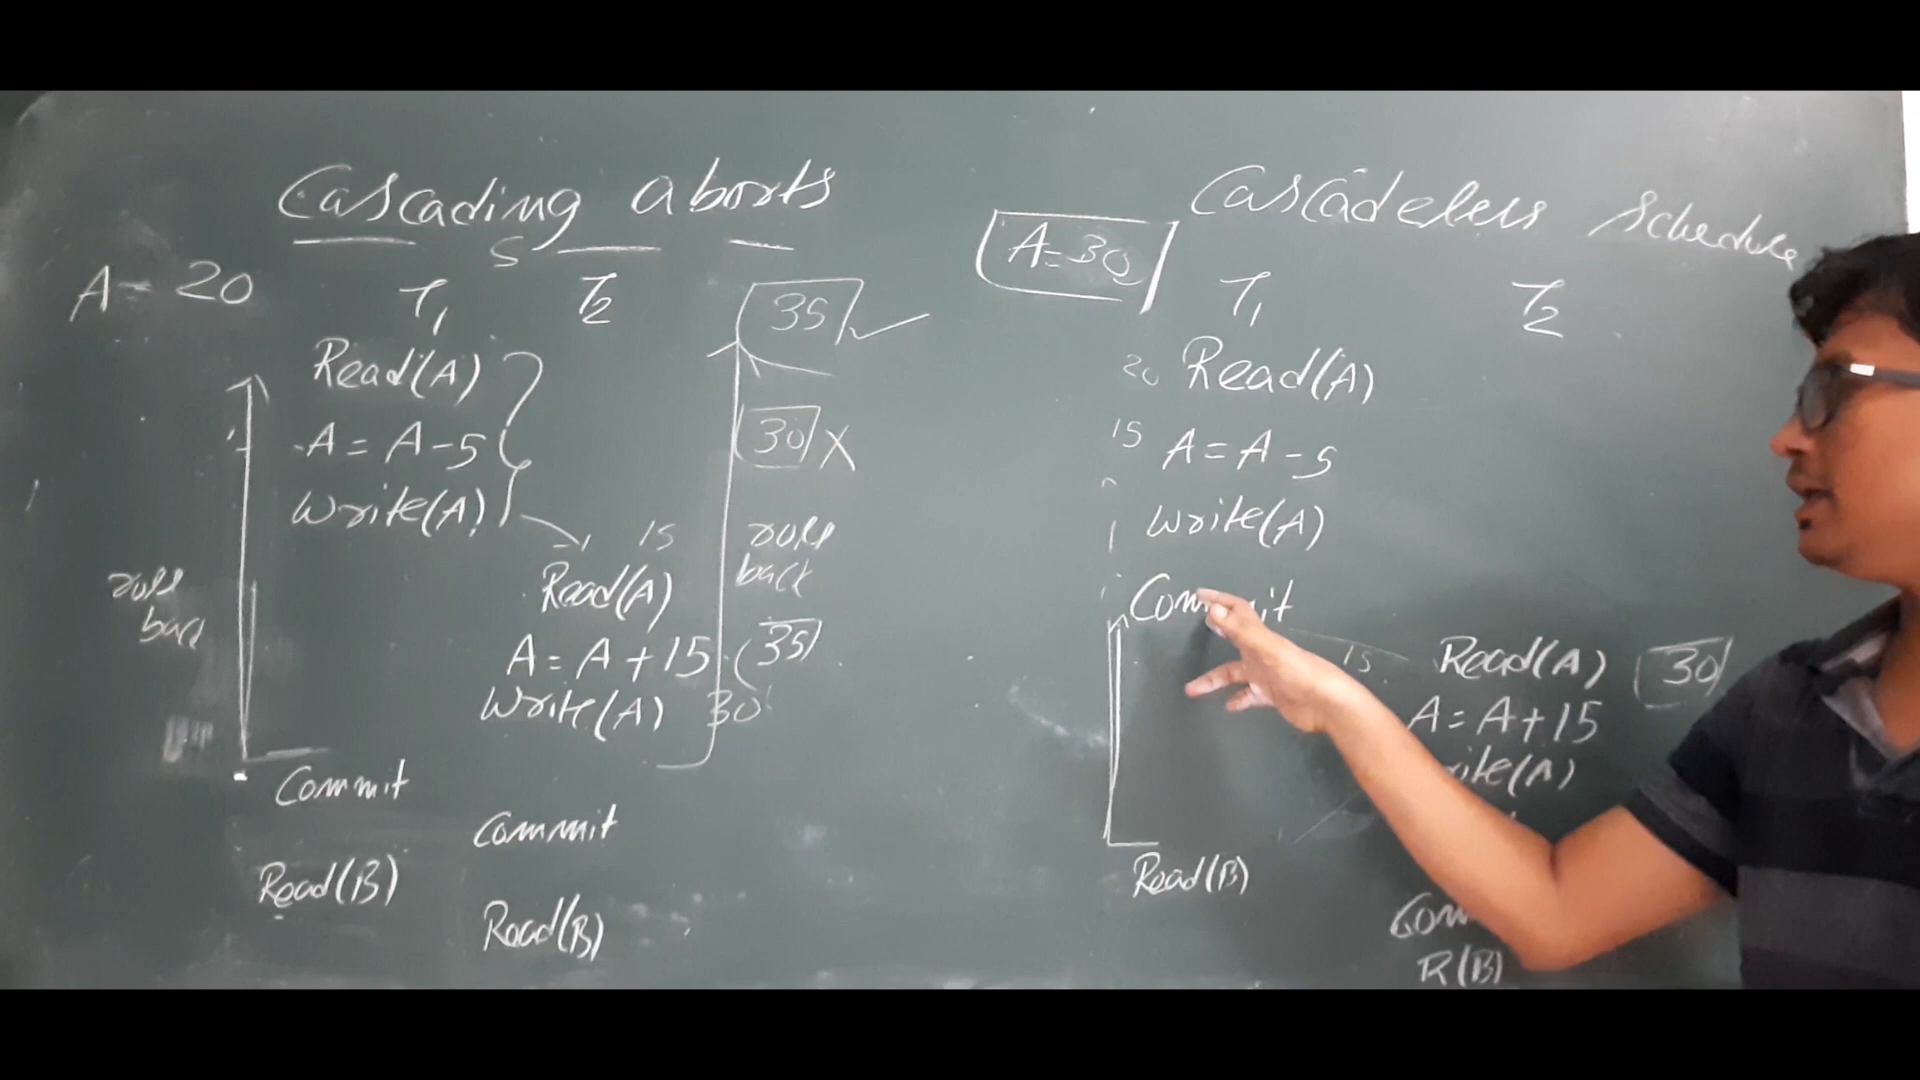 Cascading aborts
S
A = 20
T1
T2
35
Read(A)
A = A - 5
30 X
Write(A)
15
roll
back
Read(A)
roll
back
A = A + 15 (35)
Write(A) 30
Commit
Commit
Read(B)
Read(B)
Cascadeless Schedule
A = 30
T1
T2
20 Read(A)
15 A = A - 5
Write(A)
Commit
15 Read(A) 30
A = A + 15
Read(B)
R(B)